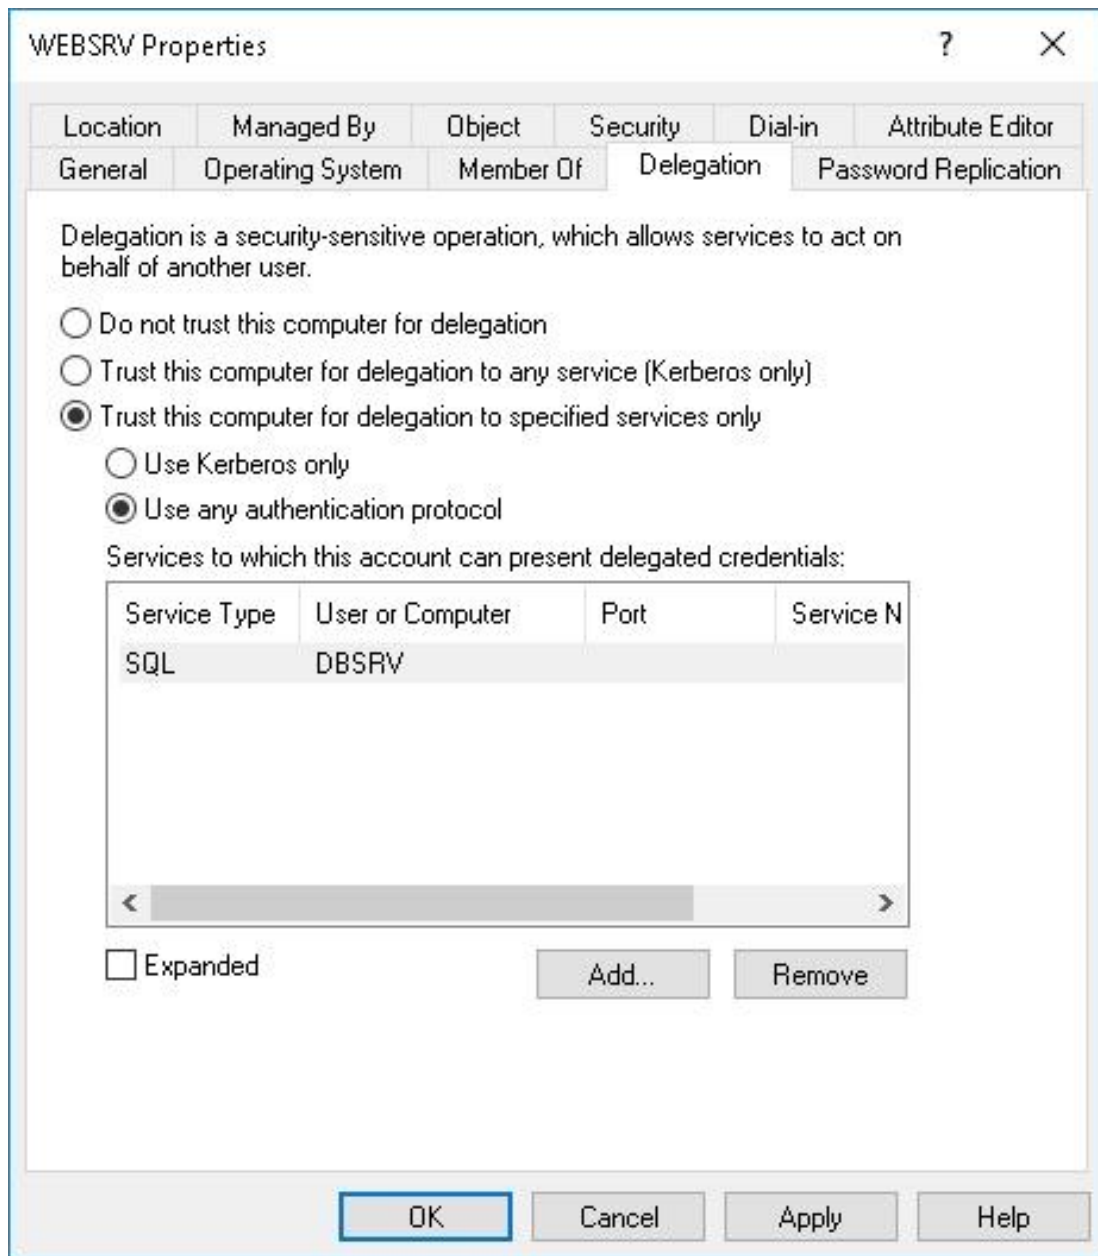 WEBSRV Properties ? ×
Location Managed By Object Security Dial-in Attribute Editor
General Operating System Member Of Delegation Password Replication
Delegation is a security-sensitive operation, which allows services to act on
behalf of another user.
Do not trust this computer for delegation
Trust this computer for delegation to any service (Kerberos only)
Trust this computer for delegation to specified services only
Use Kerberos only
Use any authentication protocol
Services to which this account can present delegated credentials:
Service Type User or Computer Port Service N
SQL DBSRV
Expanded Add... Remove
OK Cancel Apply Help